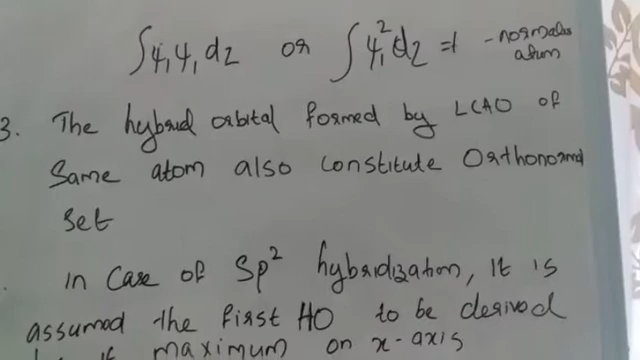 ∫ψ₁ψ₁dz or ∫ψ₁²dz = 1 -
atom
3. The hybrid orbital formed by LCAO of
Same atom also constitute Orthonormal
set
in case of Sp² hybridization, it is
assumed the first HO to be derived
maximum on x-axis